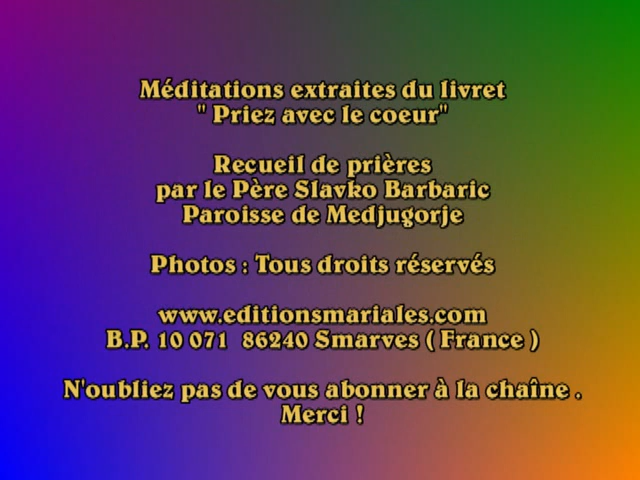 Méditations extraites du livret
" Priez avec le coeur"
Recueil de prières
par le Père Slavko Barbaric
Paroisse de Medjugorje
Photos : Tous droits réservés
www.editionsmariales.com
B.P. 10 071  86240 Smarves ( France )
N'oubliez pas de vous abonner à la chaîne .
Merci !